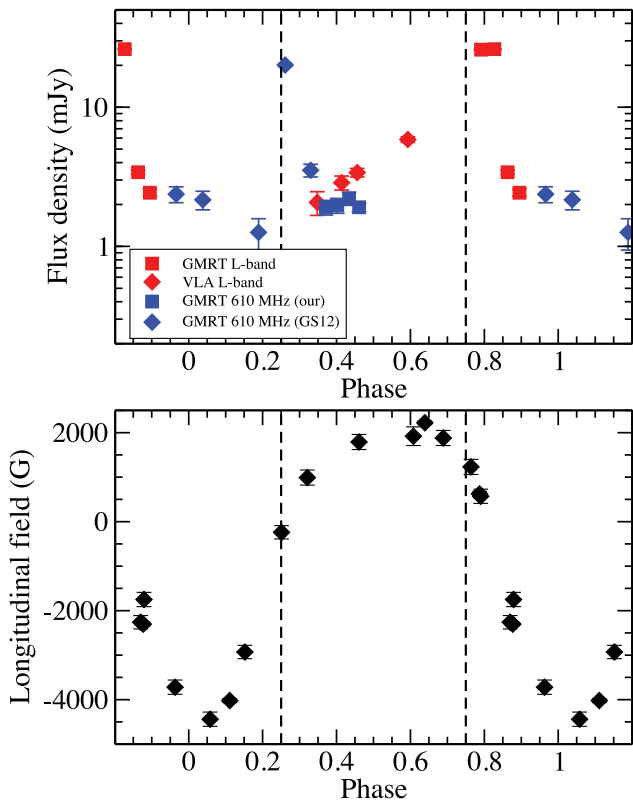 Flux density (mJy)
10
1
GMRT L-band
VLA L-band
GMRT 610 MHz (our)
GMRT 610 MHz (GS12)
0 0.2 0.4 0.6 0.8 1
Phase
Longitudinal field (G)
2000
0
-2000
-4000
0 0.2 0.4 0.6 0.8 1
Phase